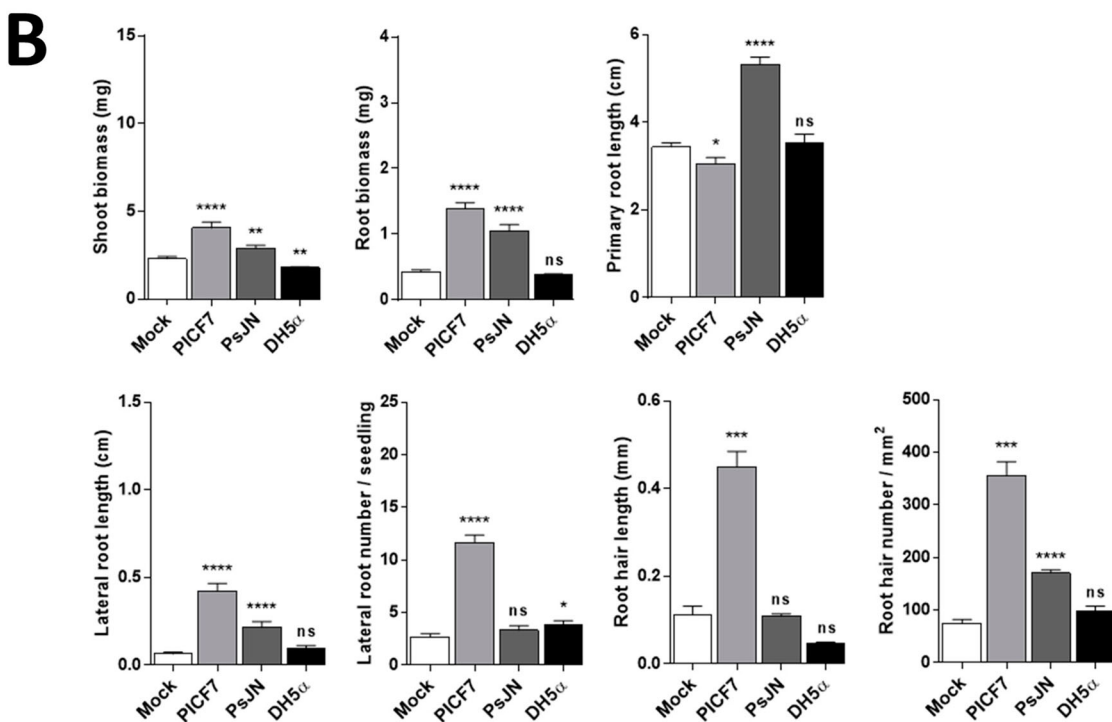 B
Shoot biomass (mg)
15
10
5
0
****
**
**
Mock
PICF7
PsJN
DH5α
Root biomass (mg)
4
3
2
1
0
****
****
ns
Mock
PICF7
PsJN
DH5α
Primary root length (cm)
6
4
2
0
*
****
ns
Mock
PICF7
PsJN
DH5α
Lateral root length (cm)
1.5
1.0
0.5
0.0
****
****
ns
Mock
PICF7
PsJN
DH5α
Lateral root number / seedling
25
20
15
10
5
0
****
ns
*
Mock
PICF7
PsJN
DH5α
Root hair length (mm)
0.6
0.4
0.2
0.0
***
ns
ns
Mock
PICF7
PsJN
DH5α
Root hair number / mm²
500
400
300
200
100
0
***
****
ns
Mock
PICF7
PsJN
DH5α